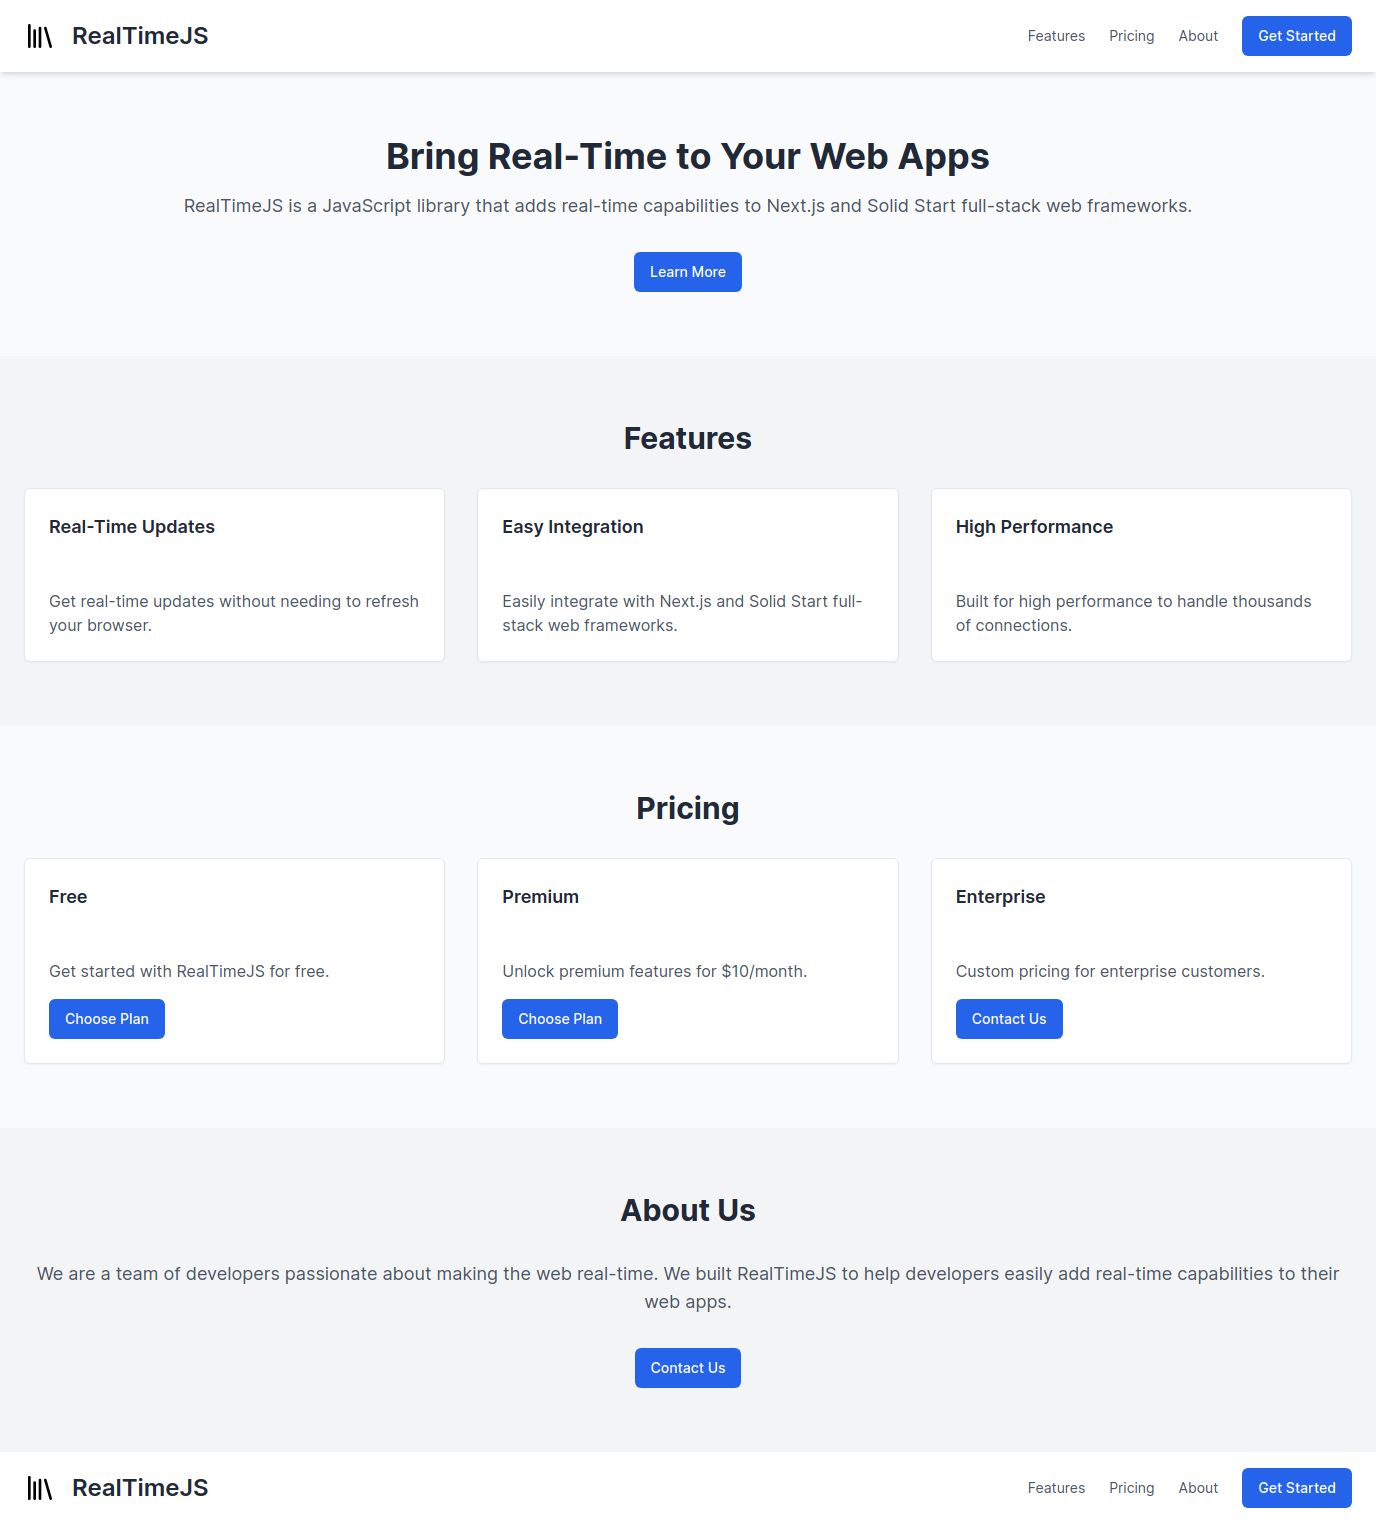 RealTimeJS
Features
Pricing
About
Get Started
Bring Real-Time to Your Web Apps
RealTimeJS is a JavaScript library that adds real-time capabilities to Next.js and Solid Start full-stack web frameworks.
Learn More
Features
Real-Time Updates
Get real-time updates without needing to refresh
your browser.
Easy Integration
Easily integrate with Next.js and Solid Start full-
stack web frameworks.
High Performance
Built for high performance to handle thousands
of connections.
Pricing
Free
Get started with RealTimeJS for free.
Choose Plan
Premium
Unlock premium features for $10/month.
Choose Plan
Enterprise
Custom pricing for enterprise customers.
Contact Us
About Us
We are a team of developers passionate about making the web real-time. We built RealTimeJS to help developers easily add real-time capabilities to their
web apps.
Contact Us
RealTimeJS
Features
Pricing
About
Get Started